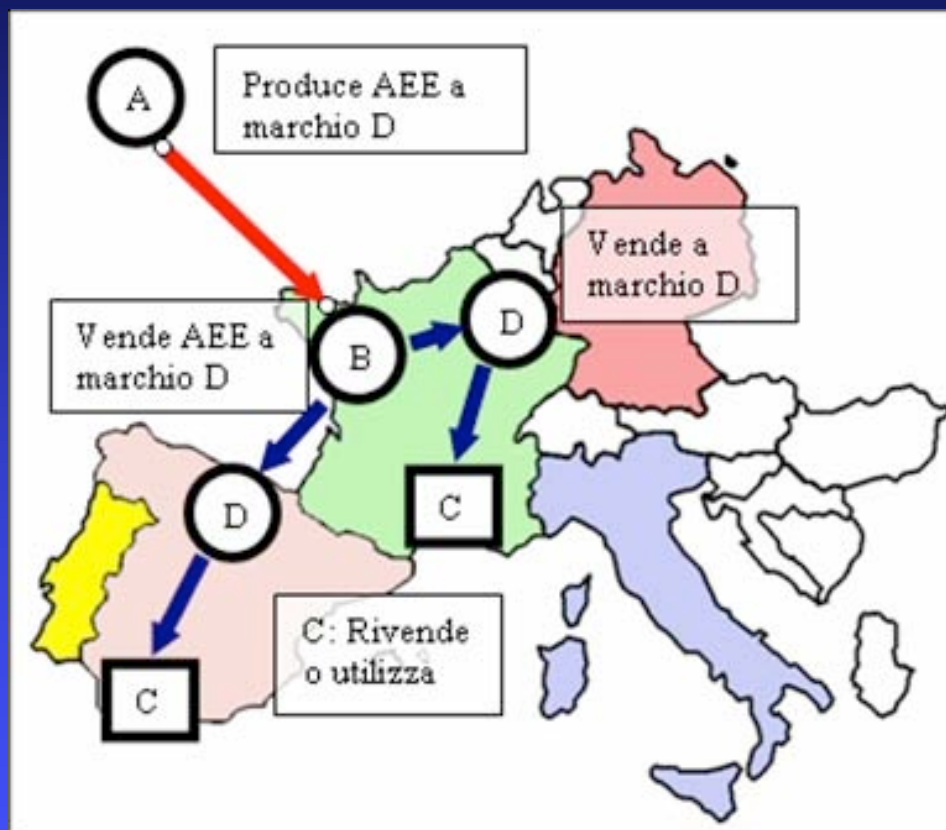 A
Produce AEE a
marchio D
Vende a
marchio D
Vende AEE a
marchio D
B
D
D
C
C: Rivende
o utilizza
C